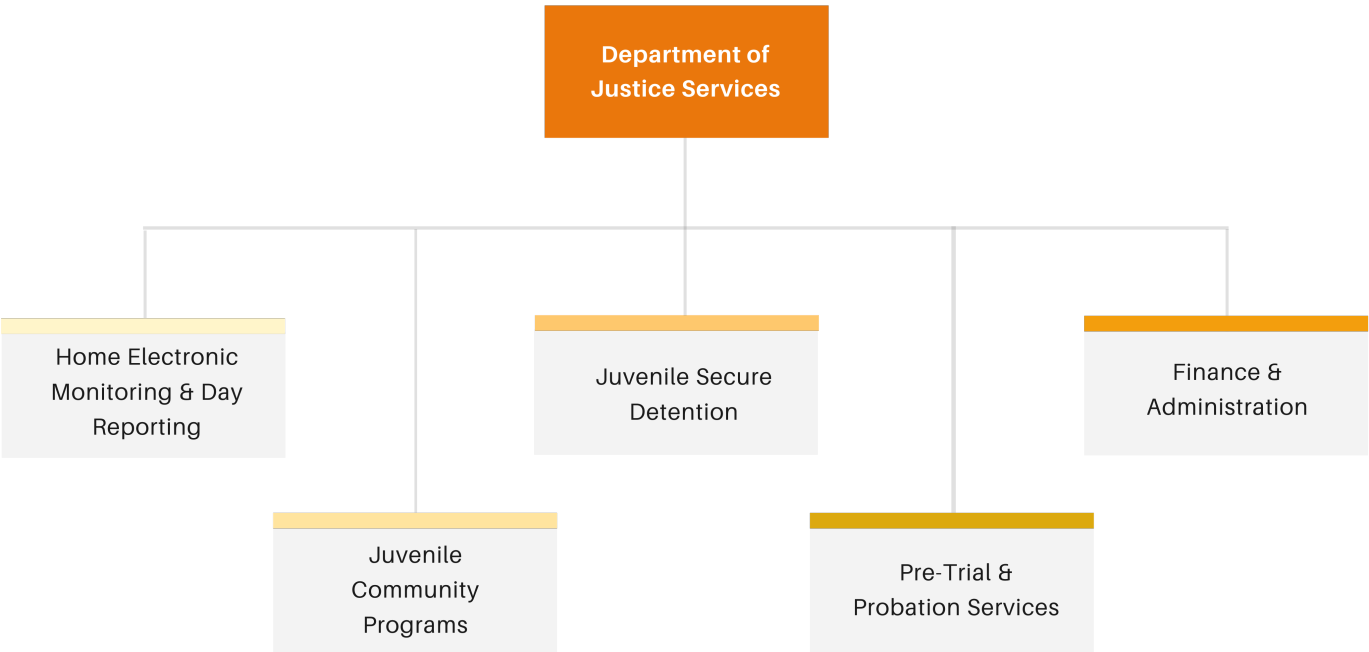 Department of
Justice Services
Home Electronic
Monitoring & Day
Reporting
Juvenile Secure
Detention
Finance &
Administration
Juvenile
Community
Programs
Pre-Trial &
Probation Services